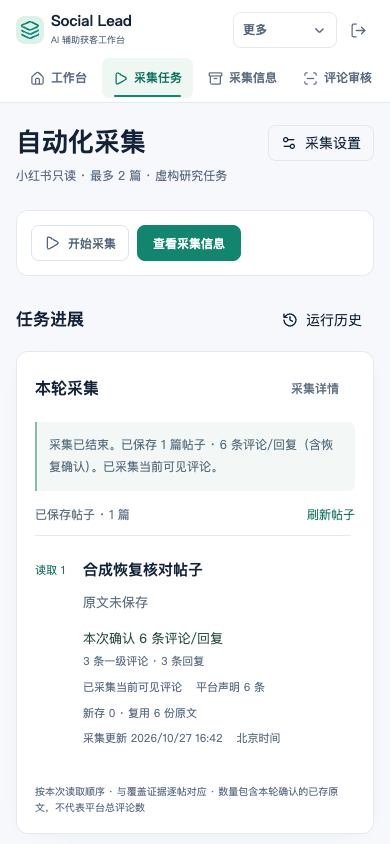 Social Lead
AI 辅助获客工作台
更多
工作台
采集任务
采集信息
评论审核
自动化采集
采集设置
小红书只读 · 最多 2 篇 · 虚构研究任务
开始采集
查看采集信息
任务进展
运行历史
本轮采集
采集详情
采集已结束。已保存 1 篇帖子 · 6 条评论/回复（含恢
复确认）。已采集当前可见评论。
已保存帖子 · 1 篇
刷新帖子
读取 1
合成恢复核对帖子
原文未保存
本次确认 6 条评论/回复
3 条一级评论 · 3 条回复
已采集当前可见评论 平台声明 6 条
新存 0 · 复用 6 份原文
采集更新 2026/10/27 16:42 北京时间
按本次读取顺序 · 与覆盖证据逐帖对应 · 数量包含本轮确认的已存原
文，不代表平台总评论数